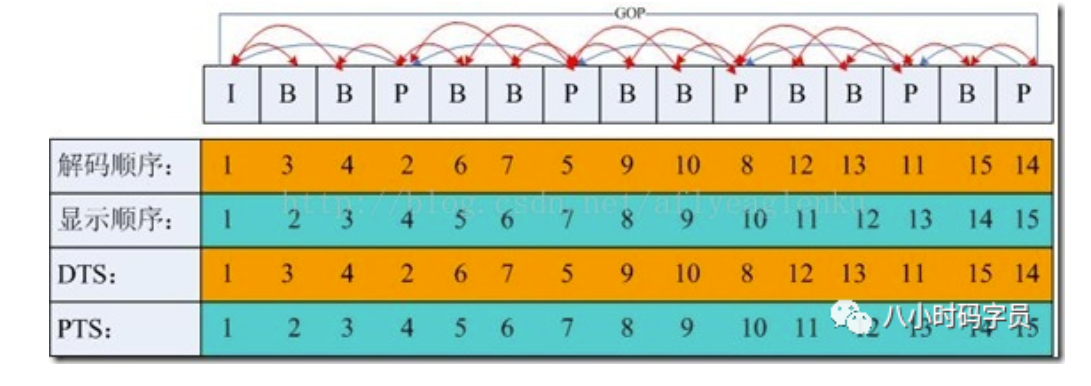 GOP
I B B P B B P B B P B B P B P
解码顺序: 1 3 4 2 6 7 5 9 10 8 12 13 11 15 14
显示顺序: 1 2 3 4 5 6 7 8 9 10 11 12 13 14 15
http://blog.csdn.net/aflyeaglenku
DTS: 1 3 4 2 6 7 5 9 10 8 12 13 11 15 14
PTS: 1 2 3 4 5 6 7 8 9 10 11 12 13 14 15
八小时码字员